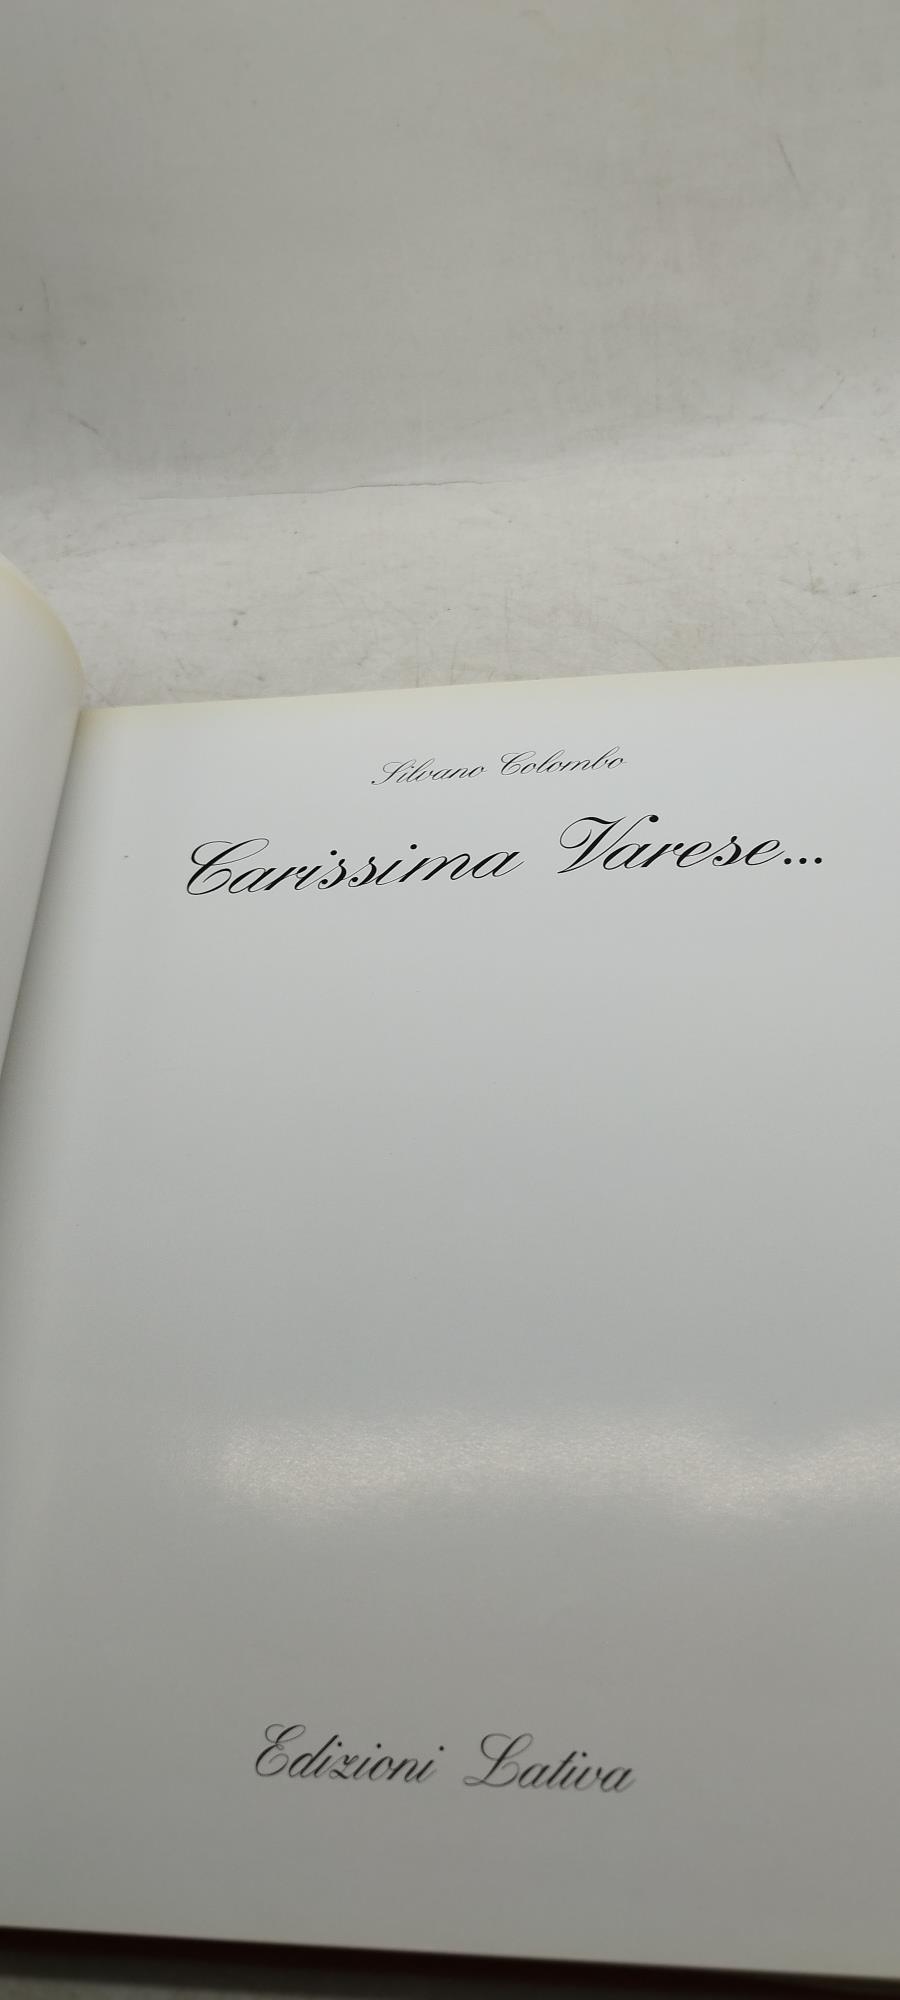 Silvano Colombo
Carissima Varese...
Edizioni Lativa